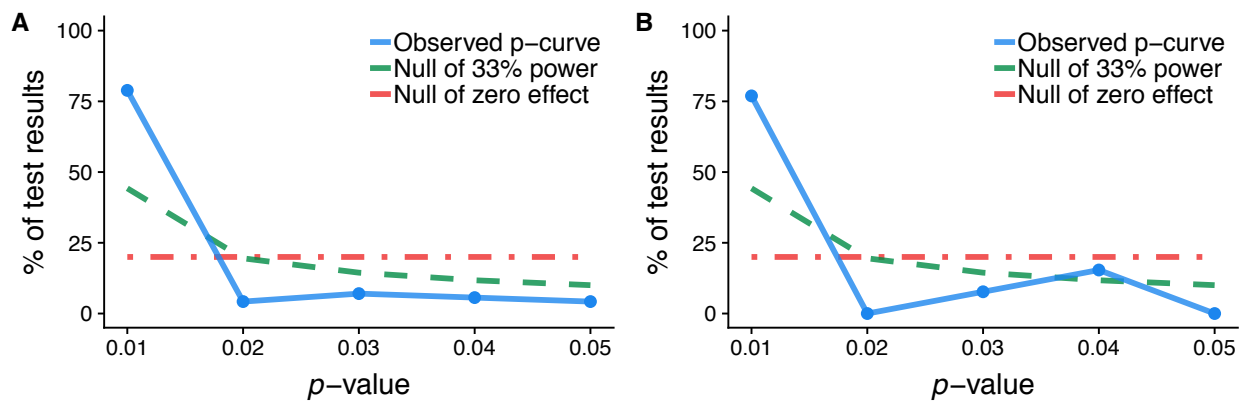 A
100
75
50
25
0
% of test results
Observed p−curve
Null of 33% power
Null of zero effect
0.01 0.02 0.03 0.04 0.05
p−value
B
100
75
50
25
0
% of test results
Observed p−curve
Null of 33% power
Null of zero effect
0.01 0.02 0.03 0.04 0.05
p−value